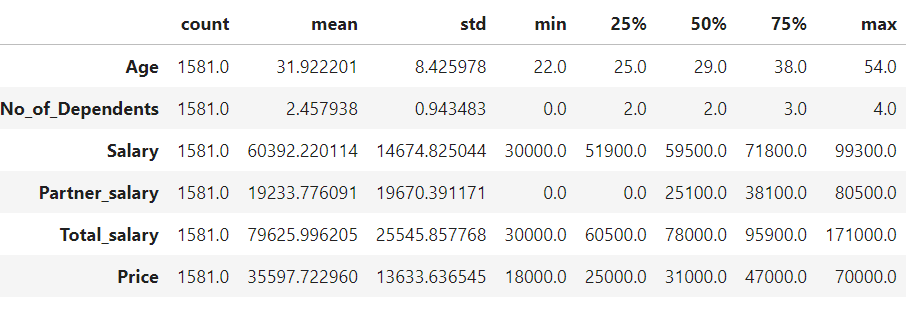 count mean std min 25% 50% 75% max
Age 1581.0 31.922201 8.425978 22.0 25.0 29.0 38.0 54.0
No_of_Dependents 1581.0 2.457938 0.943483 0.0 2.0 2.0 3.0 4.0
Salary 1581.0 60392.220114 14674.825044 30000.0 51900.0 59500.0 71800.0 99300.0
Partner_salary 1581.0 19233.776091 19670.391171 0.0 0.0 25100.0 38100.0 80500.0
Total_salary 1581.0 79625.996205 25545.857768 30000.0 60500.0 78000.0 95900.0 171000.0
Price 1581.0 35597.722960 13633.636545 18000.0 25000.0 31000.0 47000.0 70000.0